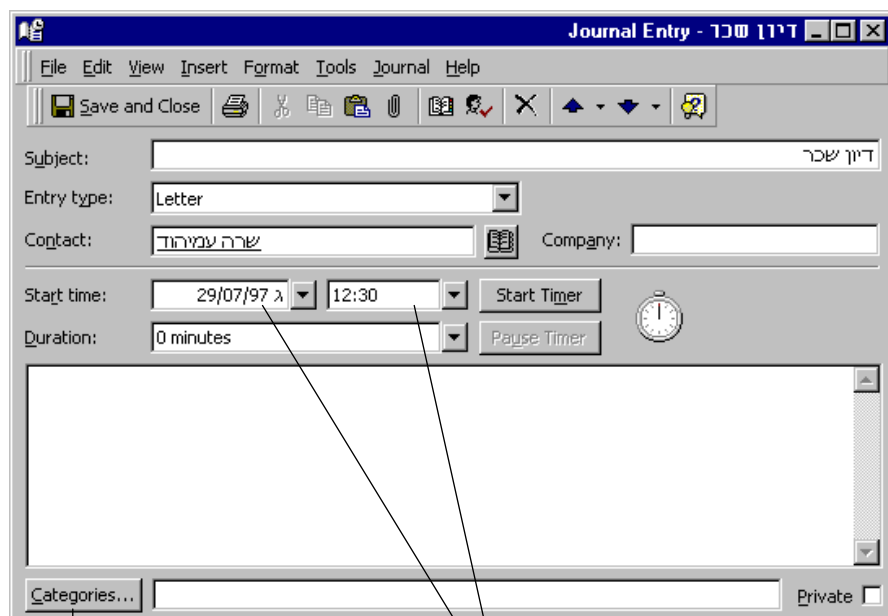 Journal Entry - דיון שכר
File Edit View Insert Format Tools Journal Help
Save and Close
Subject: דיון שכר
Entry type: Letter
Contact: שרה עמיהוד Company:
Start time: ג 29/07/97 12:30 Start Timer
Duration: 0 minutes Pause Timer
Categories... Private